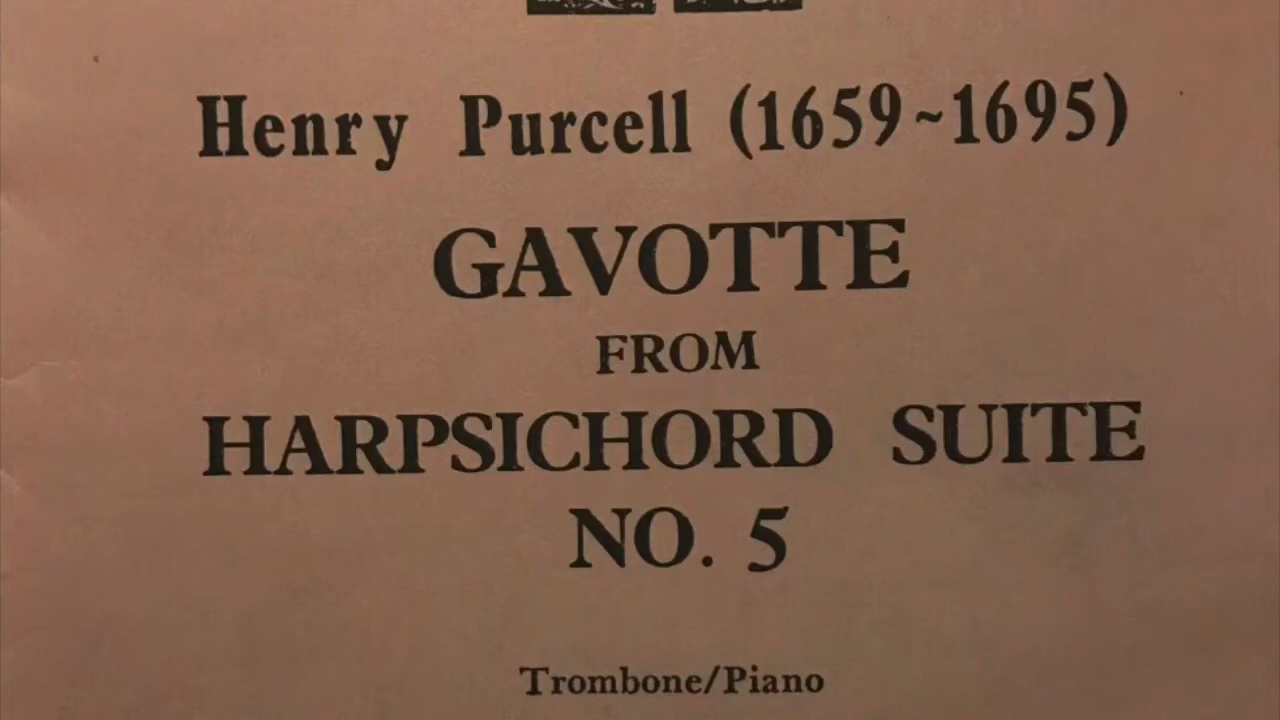 Henry Purcell (1659~1695)
GAVOTTE
FROM
HARPSICHORD SUITE
NO. 5
Trombone/Piano